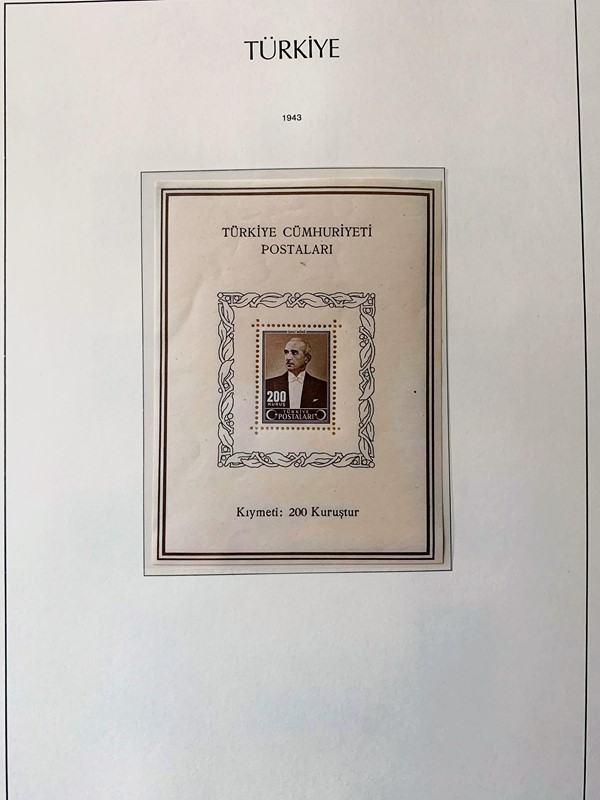 TÜRKİYE
1943
TÜRKİYE CÜMHURİYETİ
POSTALARI
200
KURUŞ
TÜRKİYE
POSTALARI
Kıymeti: 200 Kuruştur